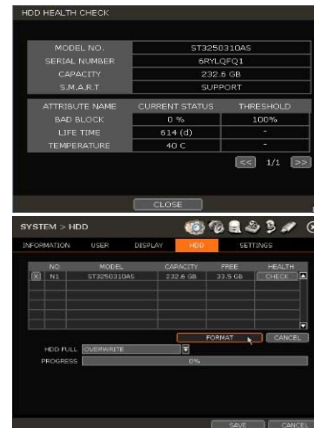 HDD HEALTH CHECK
MODEL NO. ST3250310AS
SERIAL NUMBER 6RYLQFQ1
CAPACITY 232.6 GB
S.M.A.R.T SUPPORT
ATTRIBUTE NAME CURRENT STATUS THRESHOLD
BAD BLOCK 0 % 100%
LIFE TIME 614 (d) -
TEMPERATURE 40 C -
<< 1/1 >>
CLOSE
SYSTEM > HDD
INFORMATION USER DISPLAY HDD SETTINGS
NO MODEL CAPACITY FREE HEALTH
X N1 ST3250310AS 232.6 GB 33.5 GB CHECK
FORMAT CANCEL
HDD FULL OVERWRITE
PROGRESS 0%
SAVE CANCEL